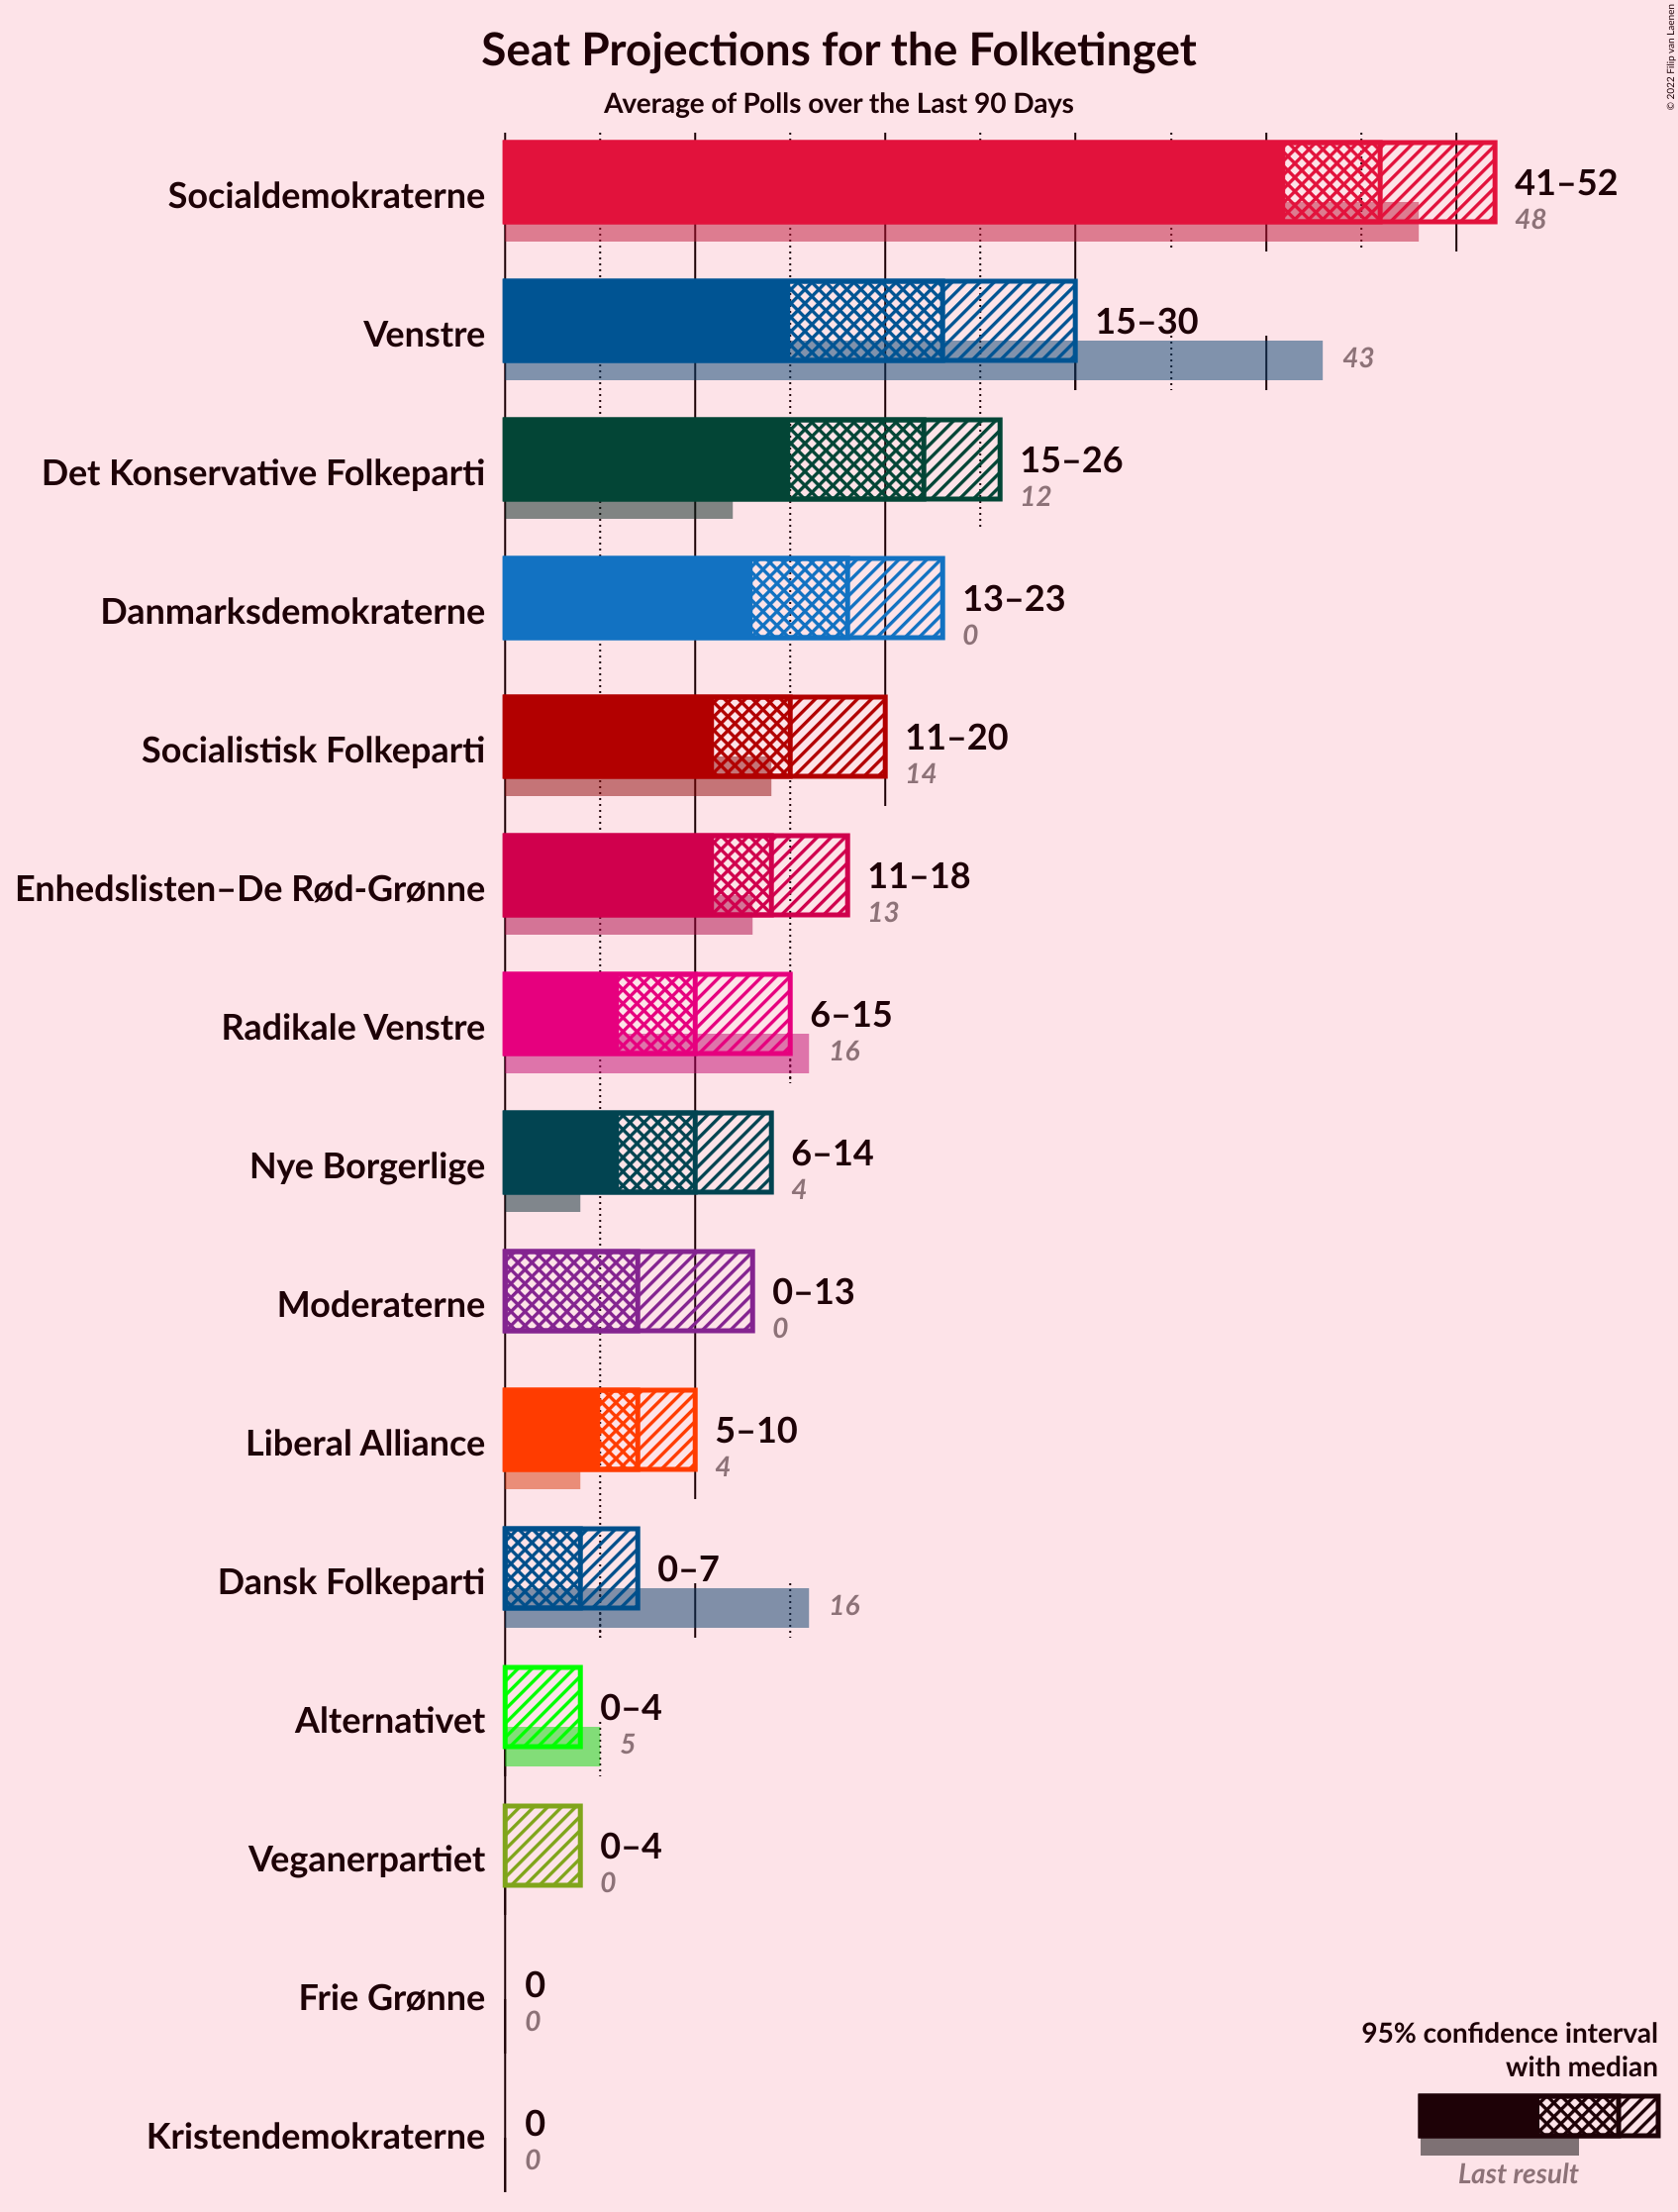 Seat Projections for the Folketinget
Average of Polls over the Last 90 Days
© 2022 Filip van Laenen
Socialdemokraterne
41–52
48
Venstre
15–30
43
Det Konservative Folkeparti
15–26
12
Danmarksdemokraterne
13–23
0
Socialistisk Folkeparti
11–20
14
Enhedslisten–De Rød-Grønne
11–18
13
Radikale Venstre
6–15
16
Nye Borgerlige
6–14
4
Moderaterne
0–13
0
Liberal Alliance
5–10
4
Dansk Folkeparti
0–7
16
Alternativet
0–4
5
Veganerpartiet
0–4
0
Frie Grønne
0
0
Kristendemokraterne
0
0
95% confidence interval
with median
Last result